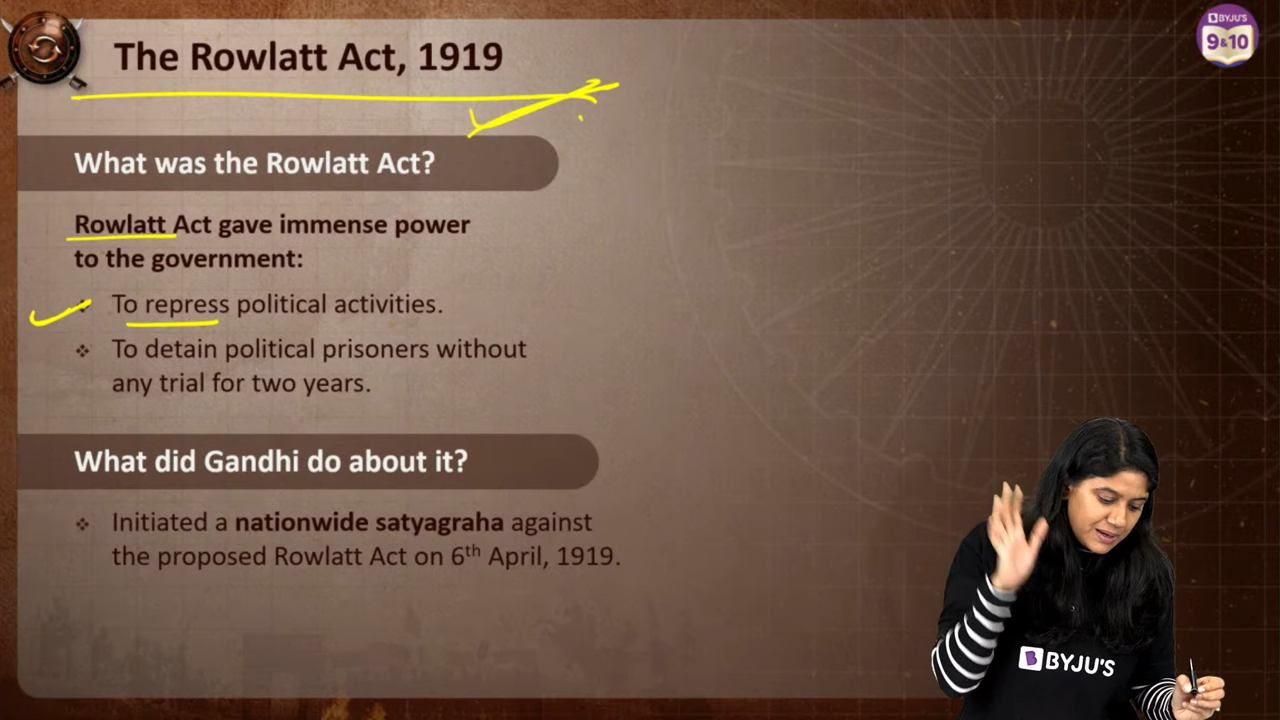 The Rowlatt Act, 1919
BYJU'S
9&10
What was the Rowlatt Act?
Rowlatt Act gave immense power
to the government:
To repress political activities.
To detain political prisoners without
any trial for two years.
What did Gandhi do about it?
Initiated a nationwide satyagraha against
the proposed Rowlatt Act on 6th April, 1919.
BYJU'S